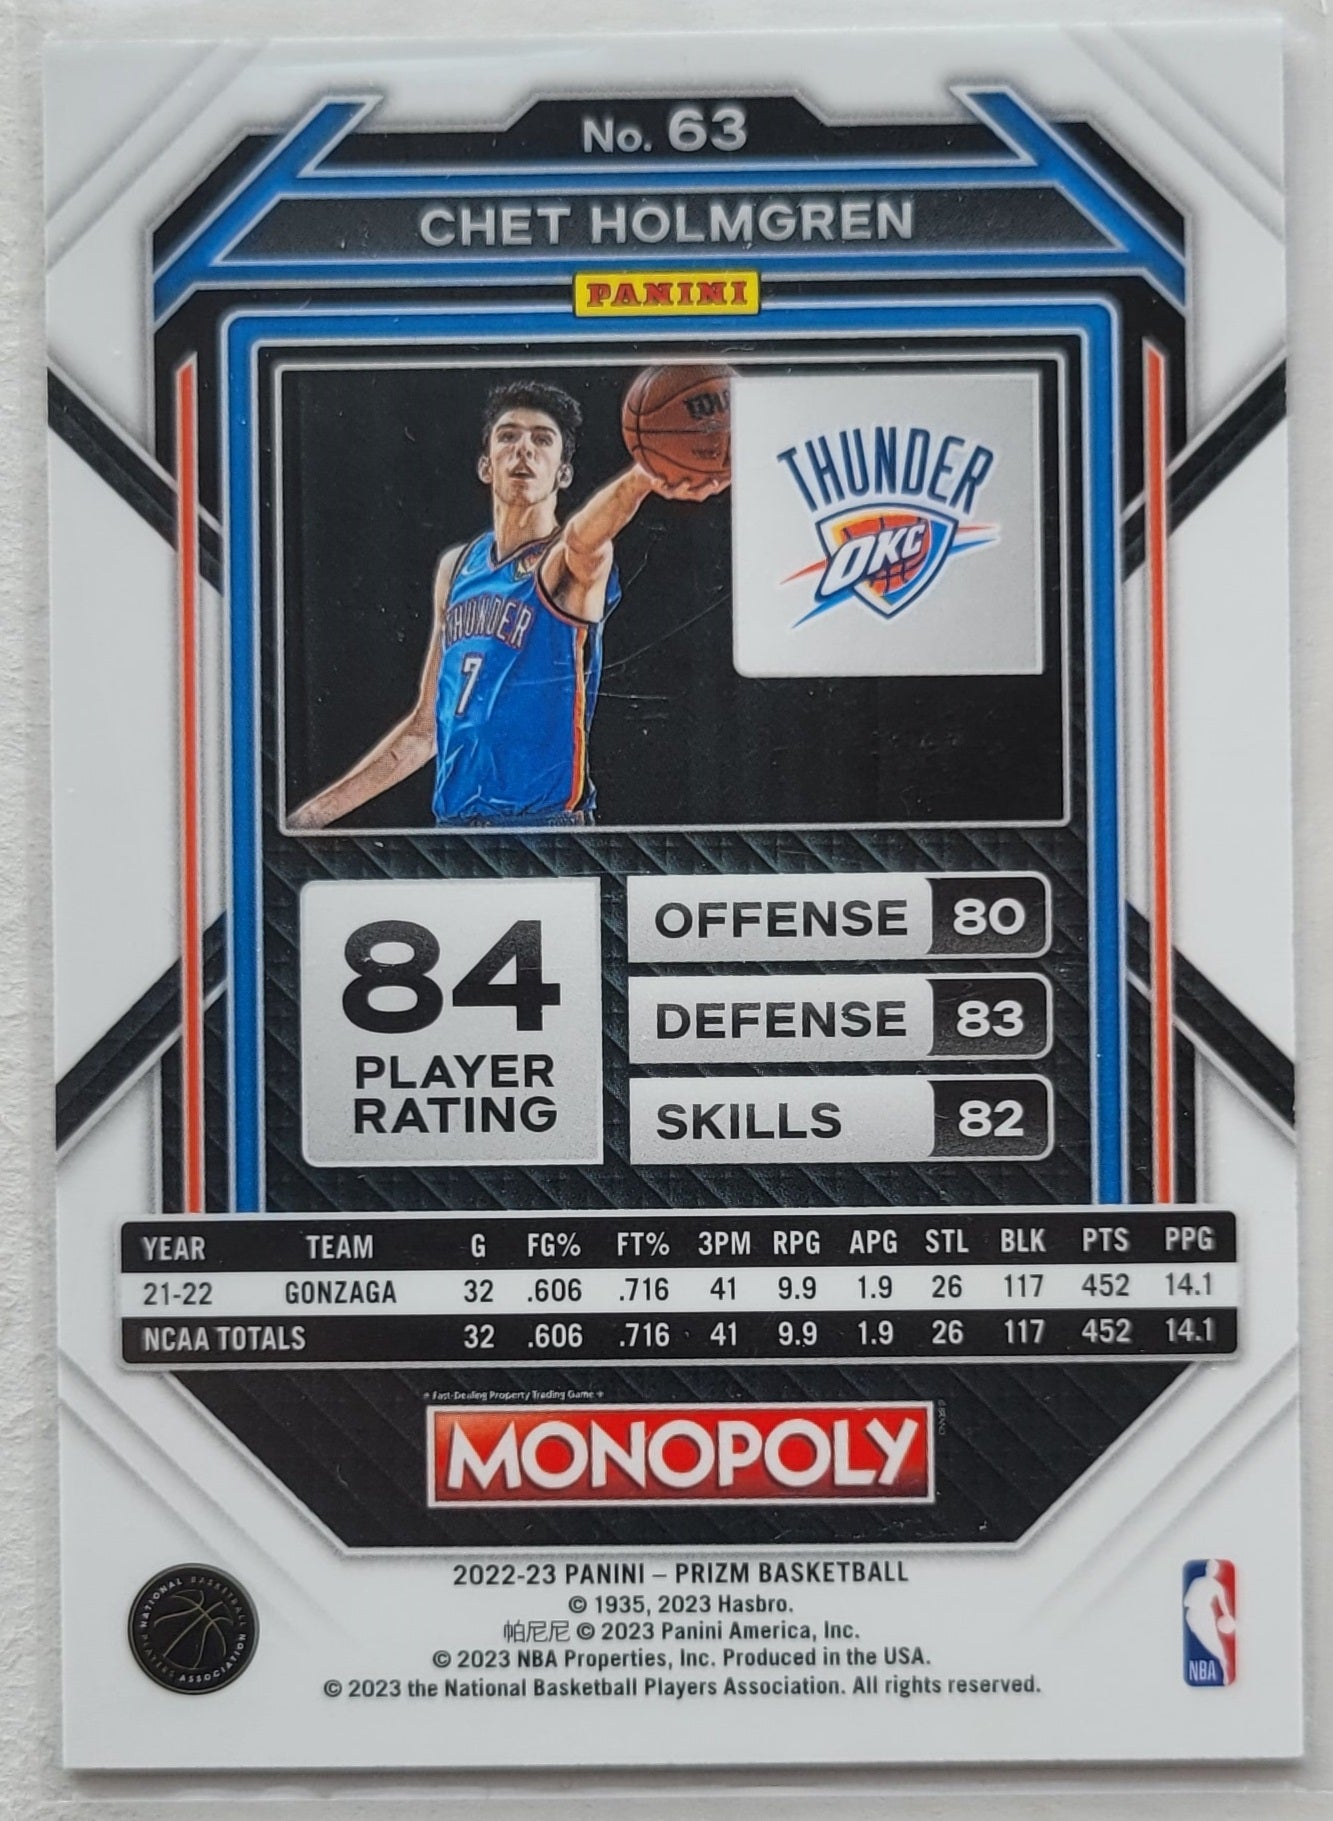 No. 63
CHET HOLMGREN
PANINI
THUNDER
OKC
THUNDER
7
84
PLAYER
RATING
OFFENSE 80
DEFENSE 83
SKILLS 82
YEAR TEAM G FG% FT% 3PM RPG APG STL BLK PTS PPG
21-22 GONZAGA 32 .606 .716 41 9.9 1.9 26 117 452 14.1
NCAA TOTALS 32 .606 .716 41 9.9 1.9 26 117 452 14.1
Fast-Dealing Property Trading Game
MONOPOLY
2022-23 PANINI – PRIZM BASKETBALL
© 1935, 2023 Hasbro.
帕尼尼 © 2023 Panini America, Inc.
© 2023 NBA Properties, Inc. Produced in the USA.
© 2023 the National Basketball Players Association. All rights reserved.
NATIONAL BASKETBALL
PLAYERS ASSOCIATION
NBA